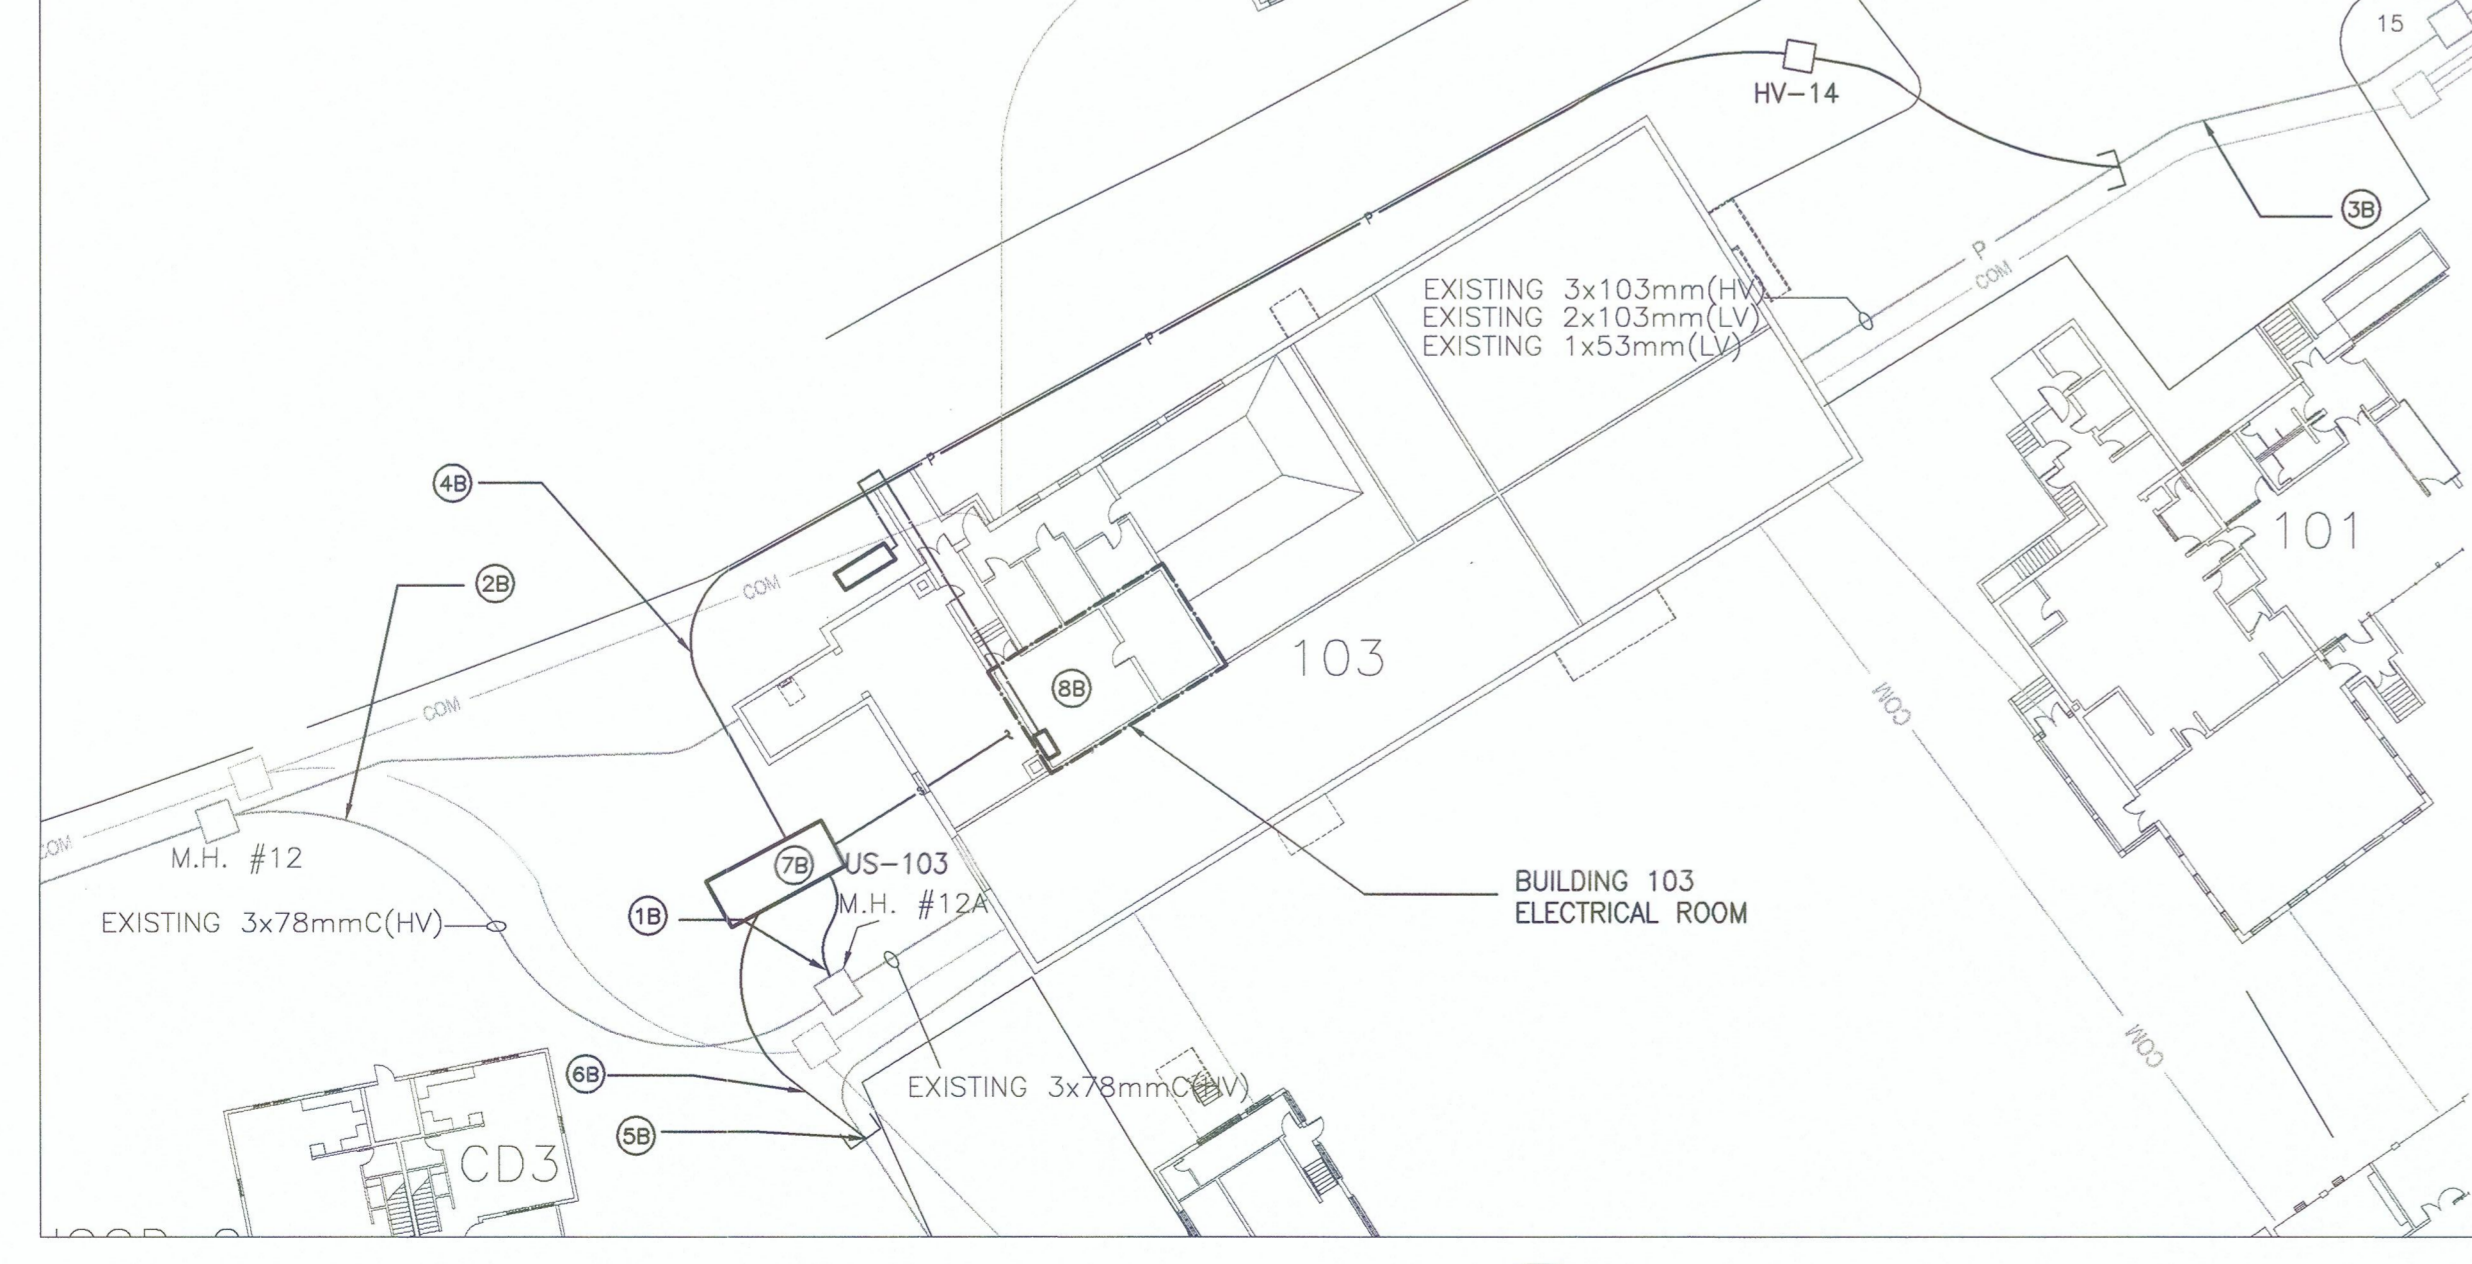 15
HV-14
3B
P
P
COM
EXISTING 3x103mm(HV)
EXISTING 2x103mm(LV)
EXISTING 1x53mm(LV)
P
P
4B
101
2B
COM
103
8B
COM
COM
COM
M.H. #12
7B
US-103
BUILDING 103
ELECTRICAL ROOM
EXISTING 3x78mmC(HV)
1B
M.H. #12A
COM
6B
EXISTING 3x78mmC(HV)
5B
CD3